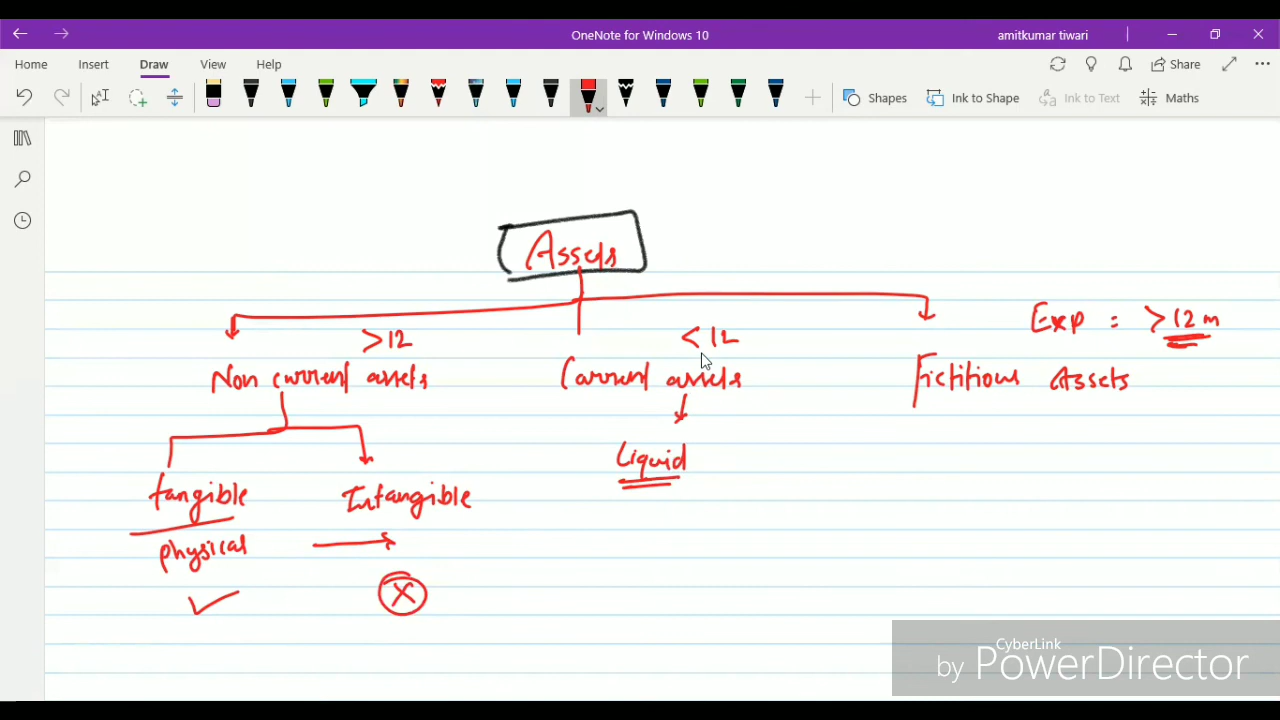 OneNote for Windows 10
amitkumar tiwari
Home Insert Draw View Help
Share
Shapes
Ink to Shape
Ink to Text
Maths
Assets
>12
<12
Exp : >12m
Non current assets
Current assets
Fictitious Assets
Liquid
tangible
Intangible
physical
X
CyberLink
by PowerDirector